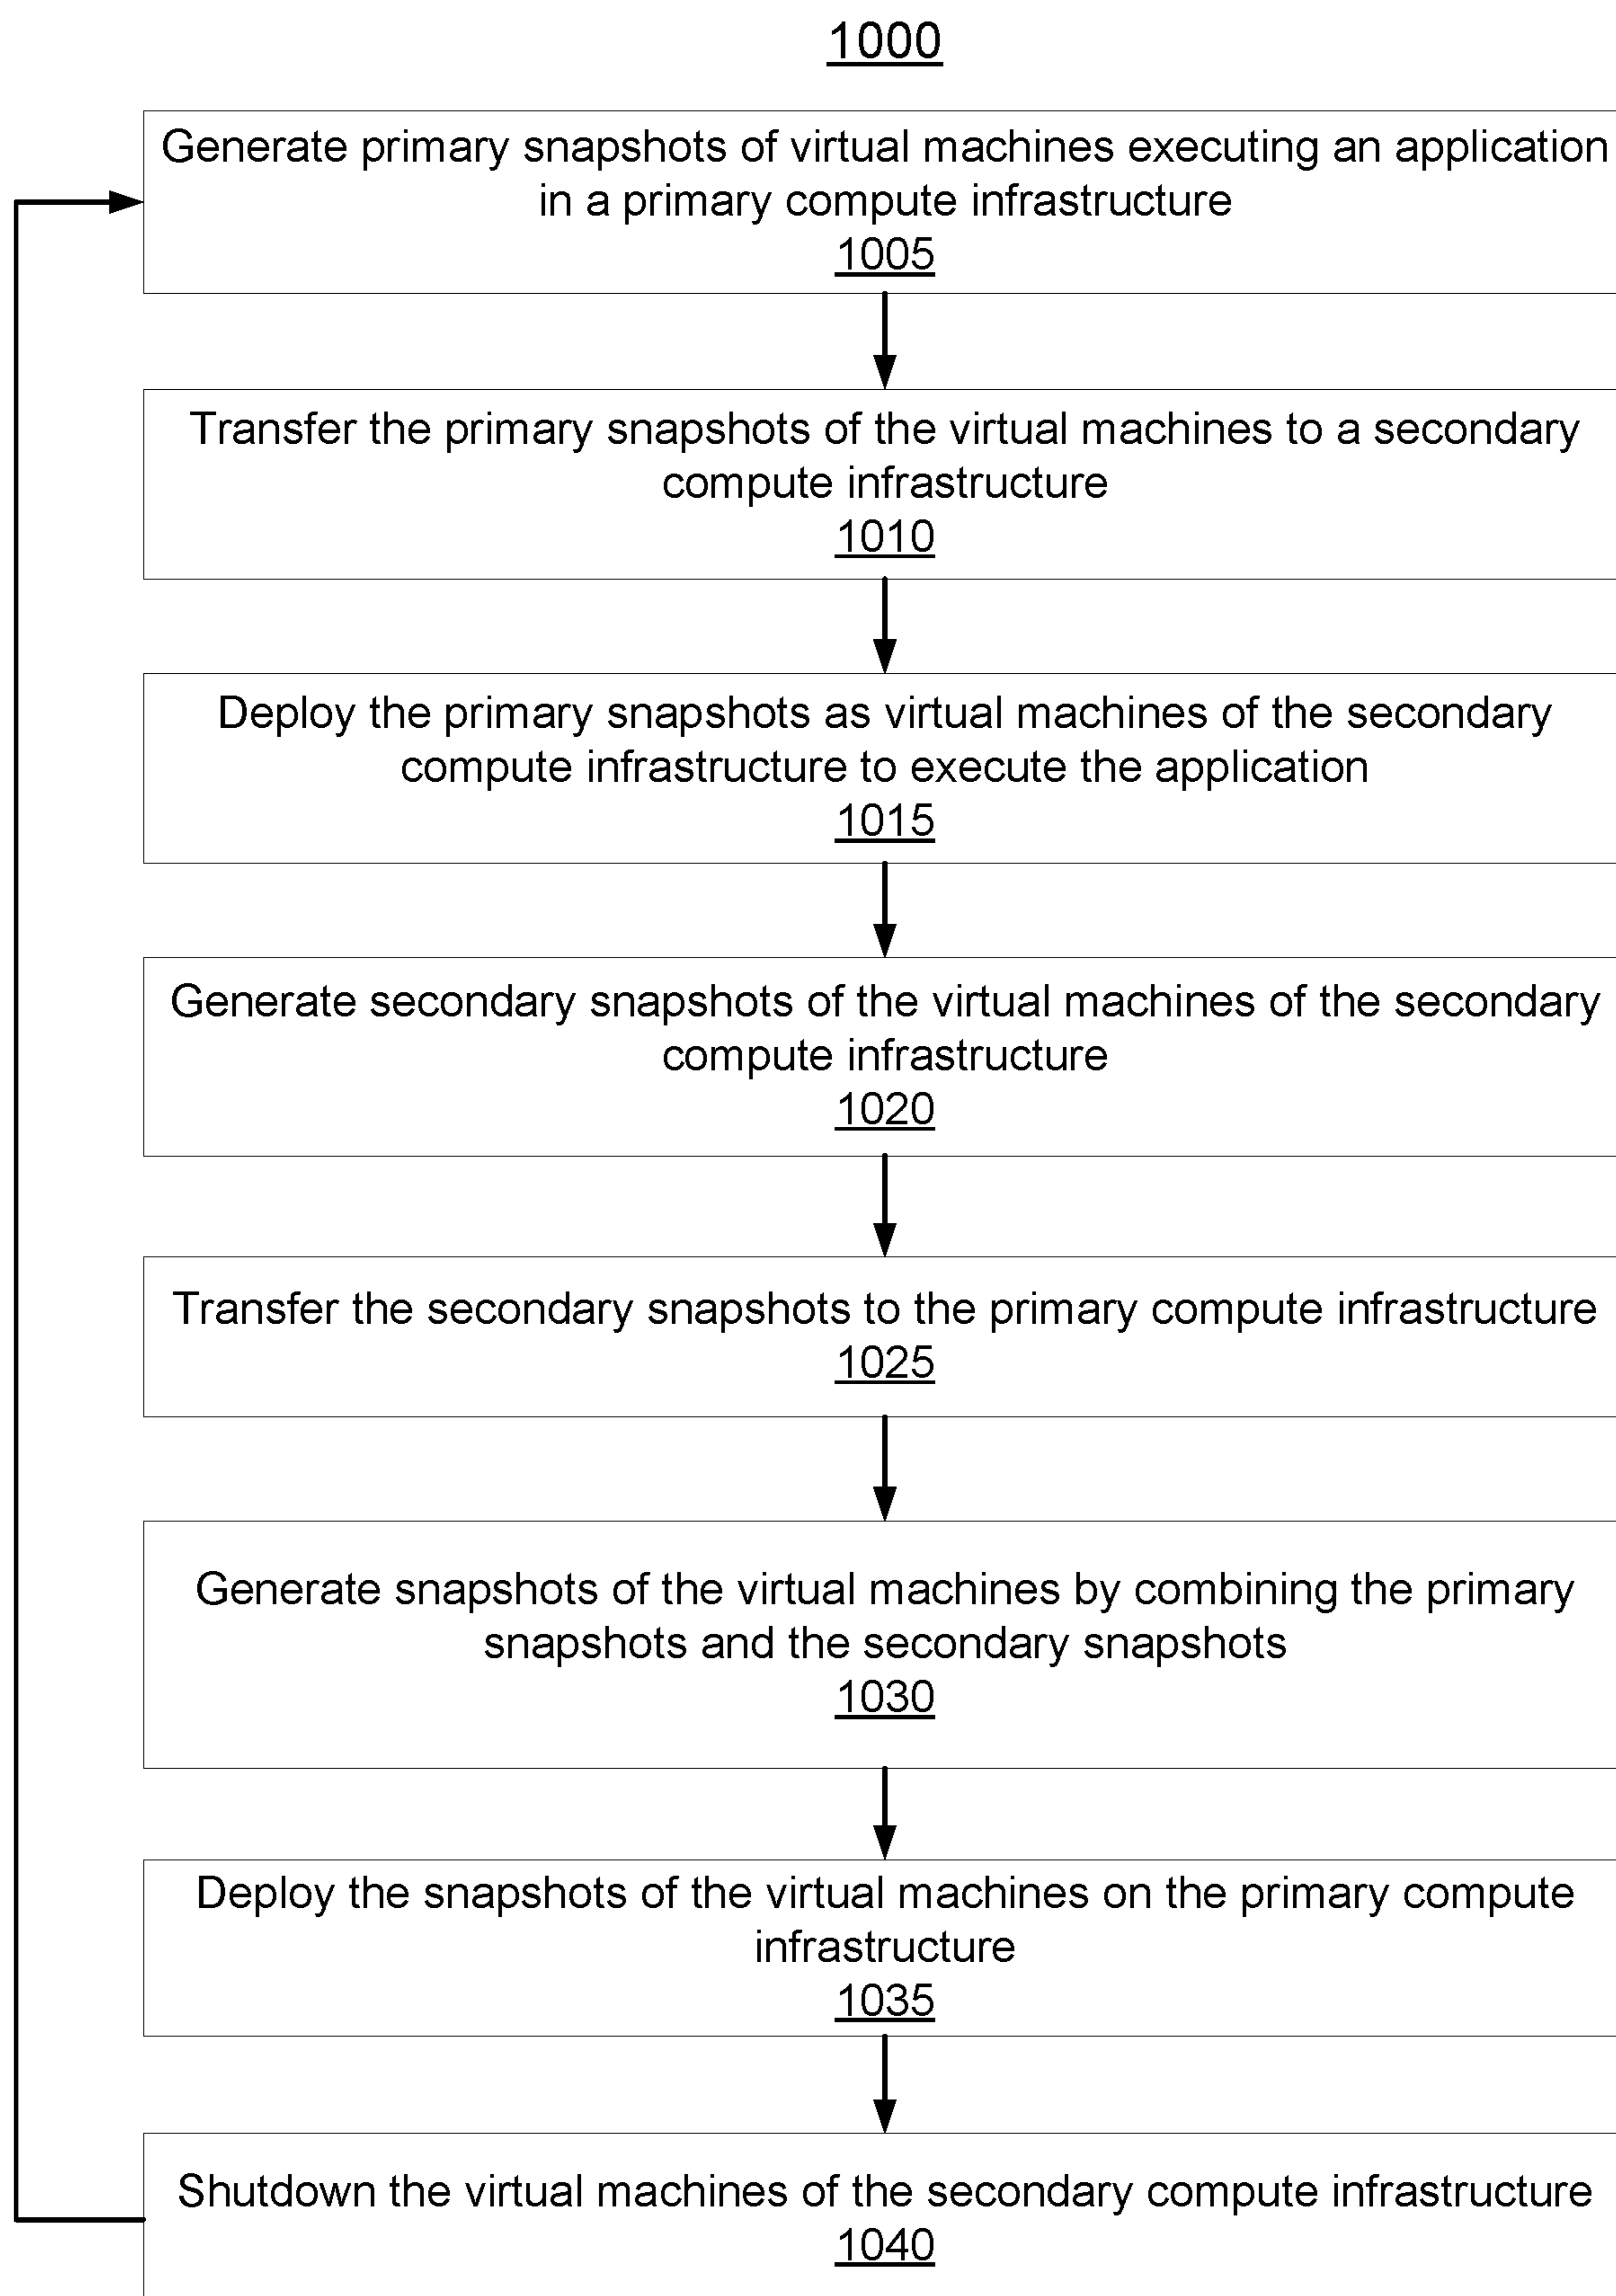 1000
Generate primary snapshots of virtual machines executing an application
in a primary compute infrastructure
1005
Transfer the primary snapshots of the virtual machines to a secondary
compute infrastructure
1010
Deploy the primary snapshots as virtual machines of the secondary
compute infrastructure to execute the application
1015
Generate secondary snapshots of the virtual machines of the secondary
compute infrastructure
1020
Transfer the secondary snapshots to the primary compute infrastructure
1025
Generate snapshots of the virtual machines by combining the primary
snapshots and the secondary snapshots
1030
Deploy the snapshots of the virtual machines on the primary compute
infrastructure
1035
Shutdown the virtual machines of the secondary compute infrastructure
1040